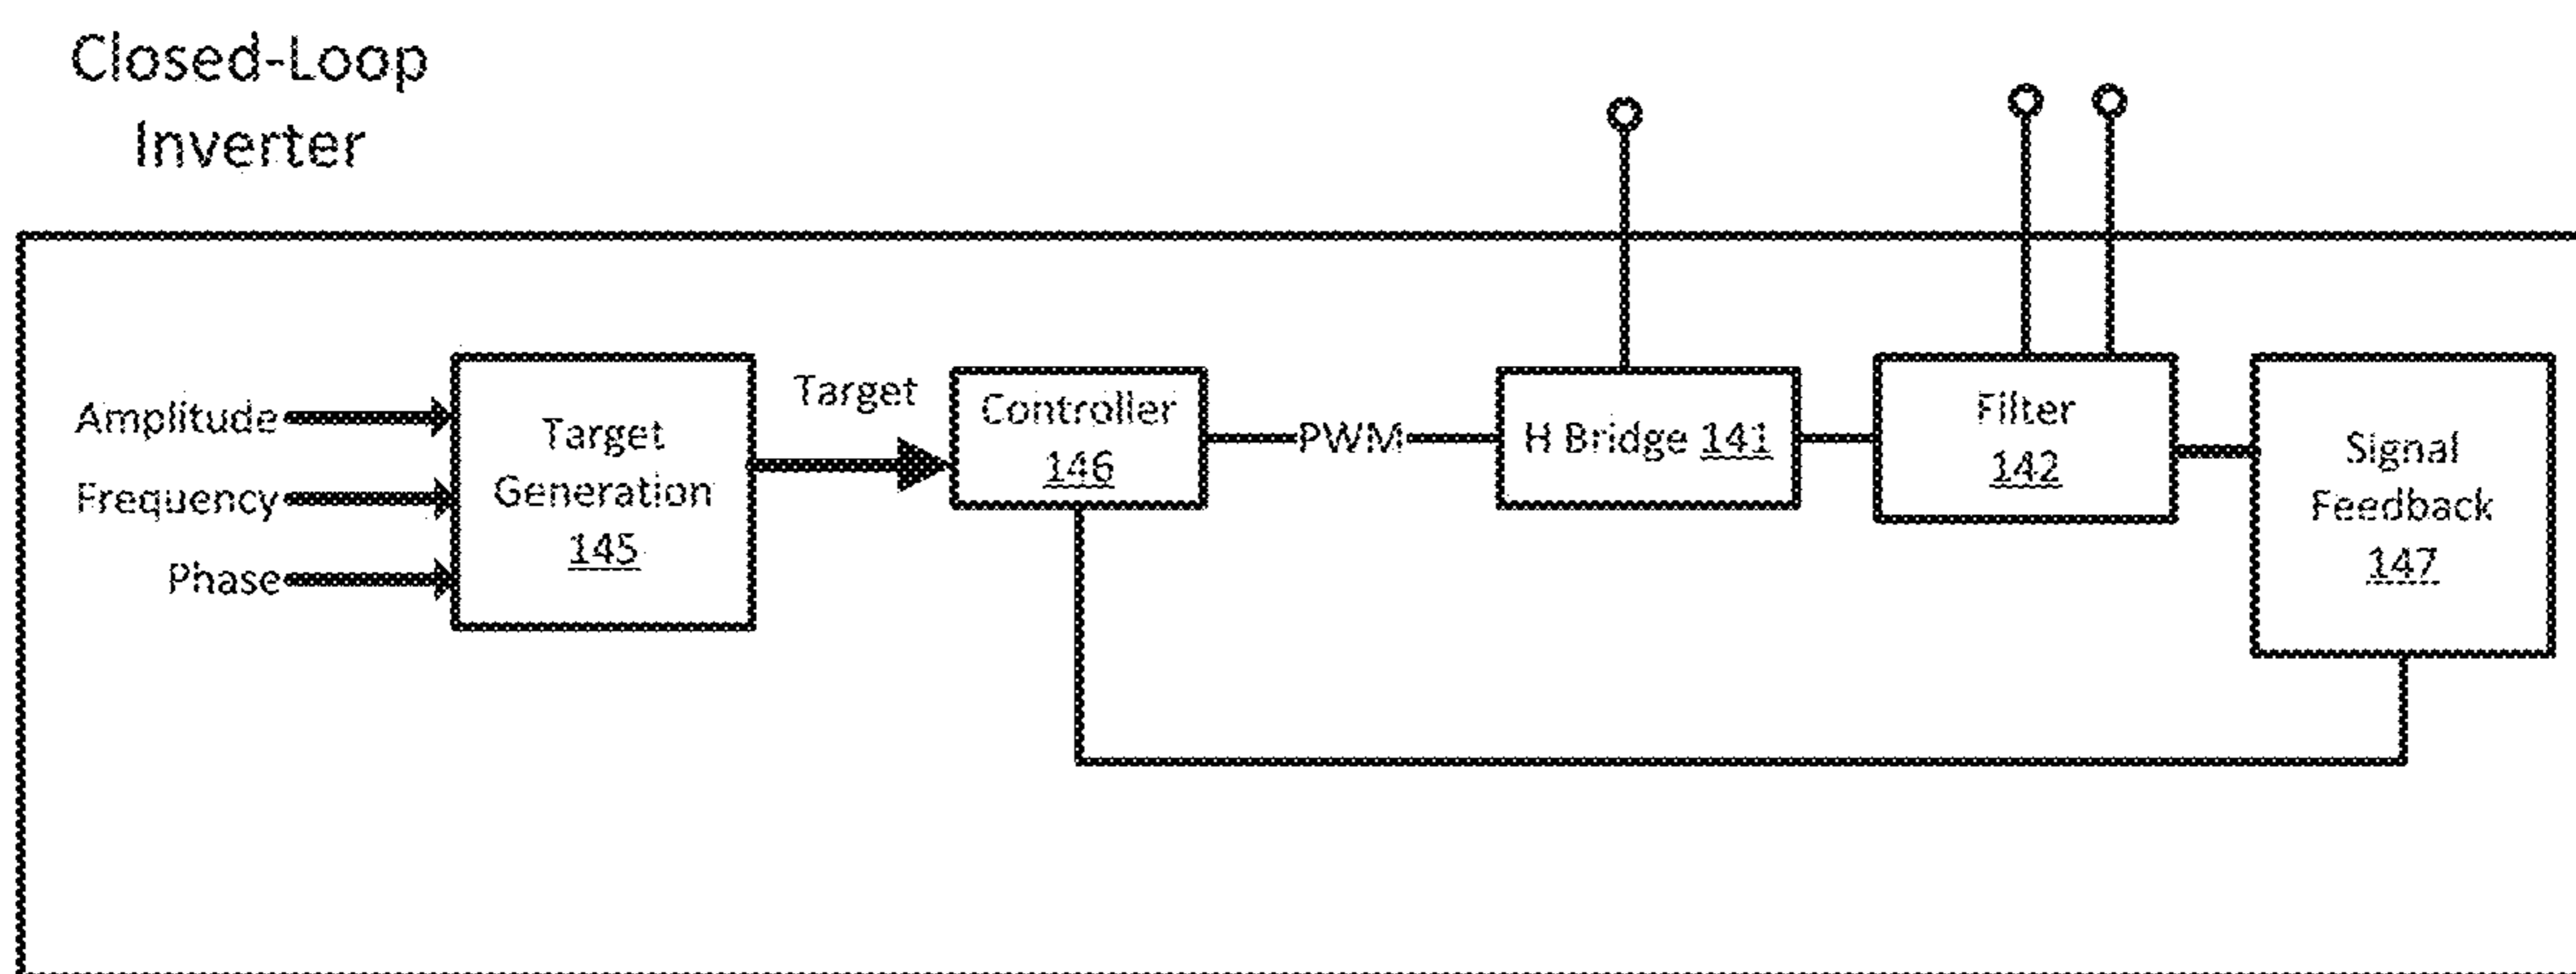 Closed-Loop
Inverter
Amplitude
Frequency
Phase
Target
Generation
145
Target
Controller
146
PWM
H Bridge 141
Filter
142
Signal
Feedback
147